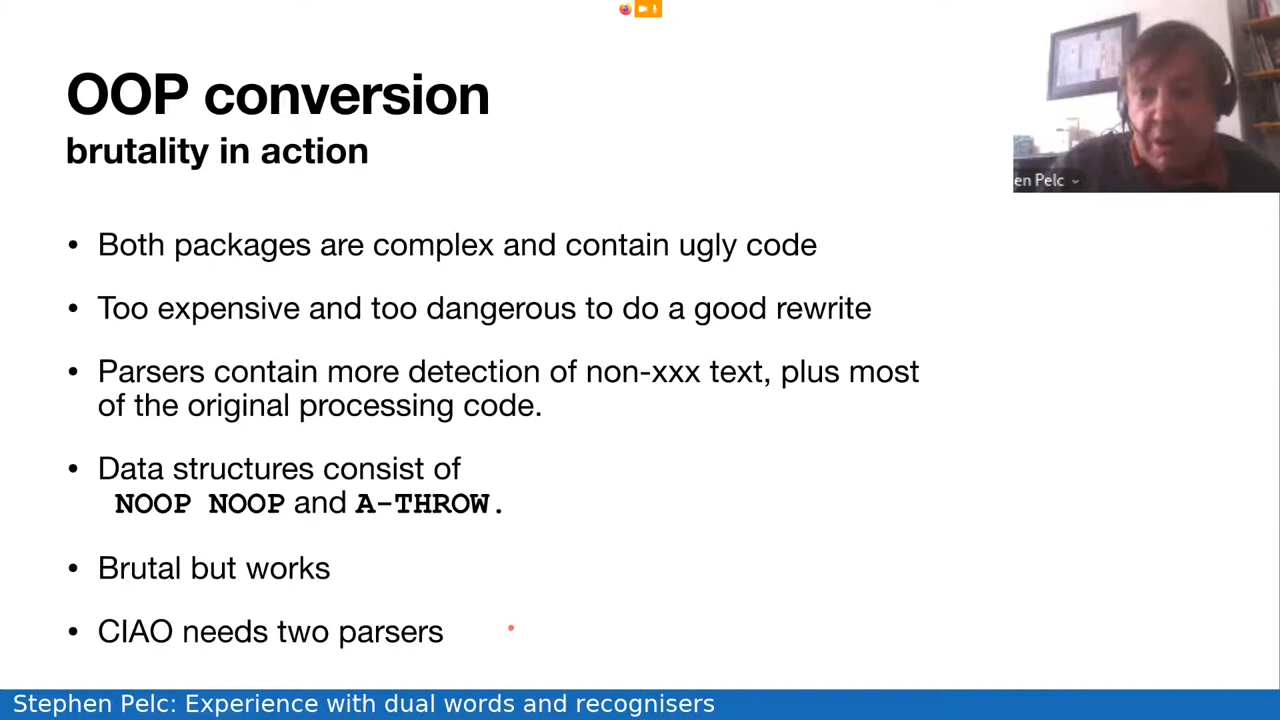 OOP conversion
brutality in action
en Pelc
• Both packages are complex and contain ugly code
• Too expensive and too dangerous to do a good rewrite
• Parsers contain more detection of non-xxx text, plus most
of the original processing code.
• Data structures consist of
NOOP NOOP and A-THROW.
• Brutal but works
• CIAO needs two parsers
Stephen Pelc: Experience with dual words and recognisers